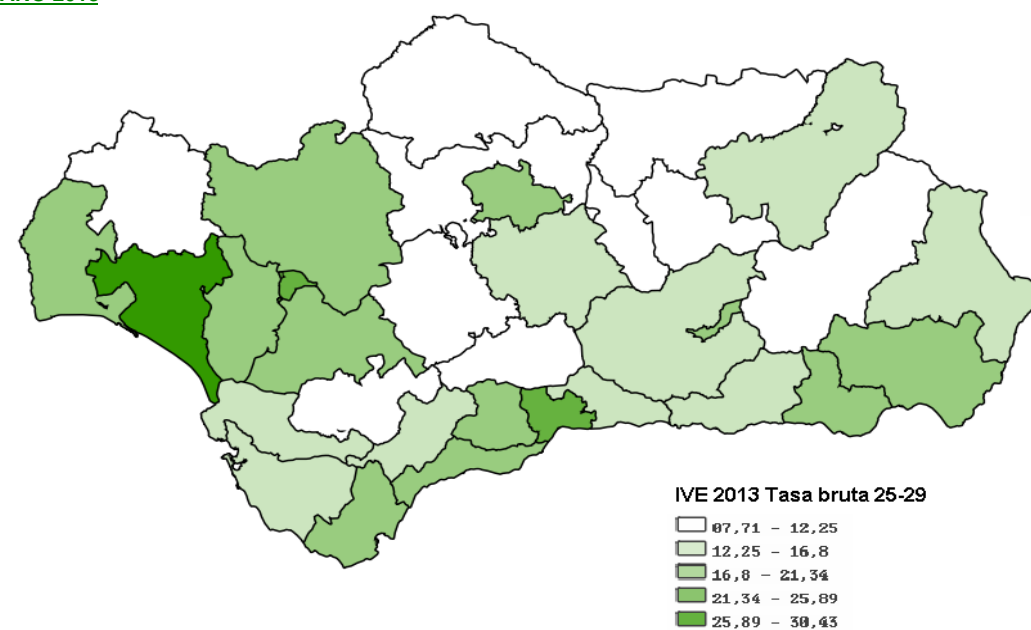 IVE 2013 Tasa bruta 25-29
07,71 - 12,25
12,25 - 16,8
16,8 - 21,34
21,34 - 25,89
25,89 - 30,43